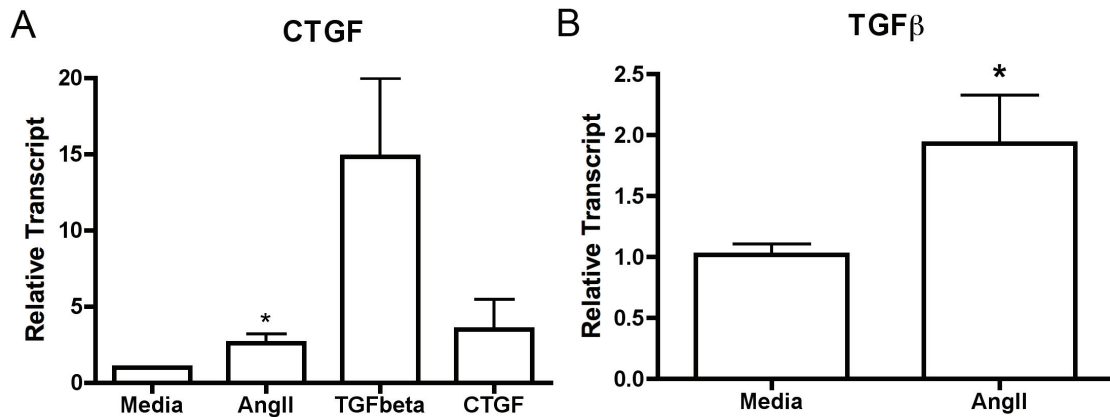 A
CTGF
Relative Transcript
20
15
10
5
0
*
Media AngII TGFbeta CTGF
B
TGFβ
Relative Transcript
2.5
2.0
1.5
1.0
0.5
0.0
*
Media AngII